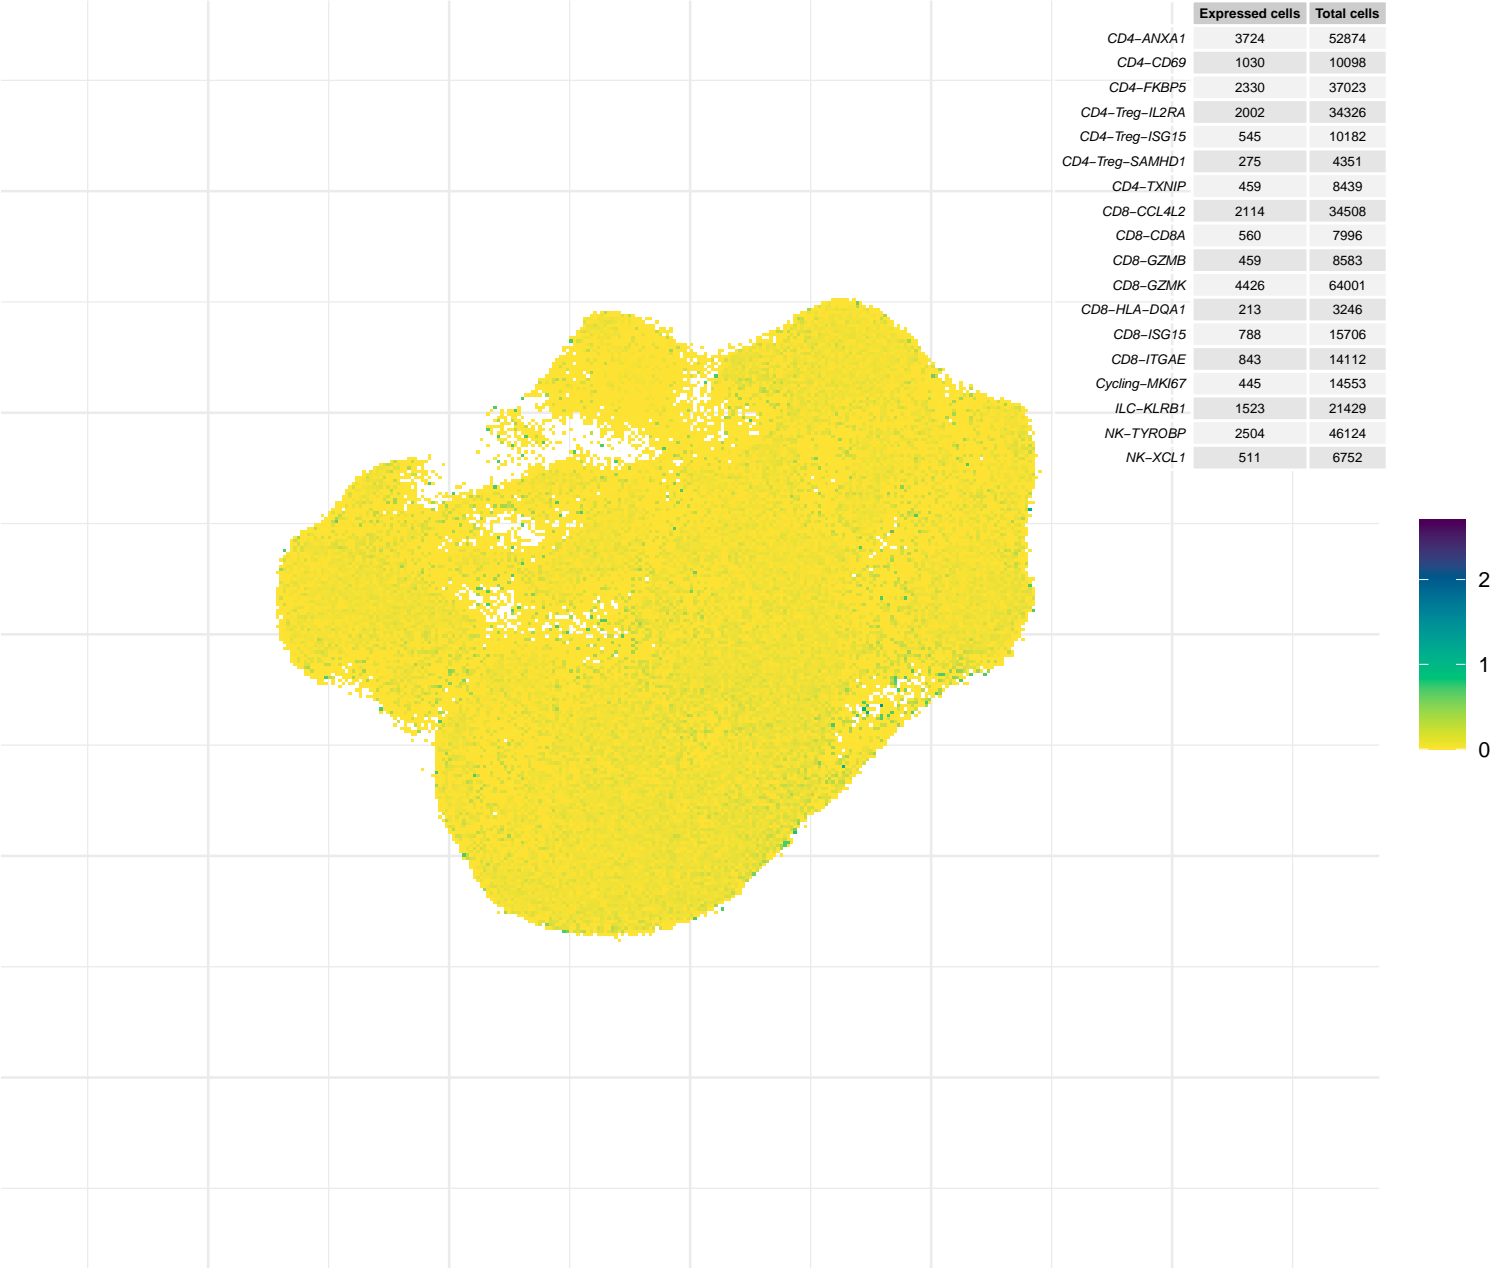 Expressed cells Total cells
CD4−ANXA1 3724 52874
CD4−CD69 1030 10098
CD4−FKBP5 2330 37023
CD4−Treg−IL2RA 2002 34326
CD4−Treg−ISG15 545 10182
CD4−Treg−SAMHD1 275 4351
CD4−TXNIP 459 8439
CD8−CCL4L2 2114 34508
CD8−CD8A 560 7996
CD8−GZMB 459 8583
CD8−GZMK 4426 64001
CD8−HLA−DQA1 213 3246
CD8−ISG15 788 15706
CD8−ITGAE 843 14112
Cycling−MKI67 445 14553
ILC−KLRB1 1523 21429
NK−TYROBP 2504 46124
NK−XCL1 511 6752
2
1
0